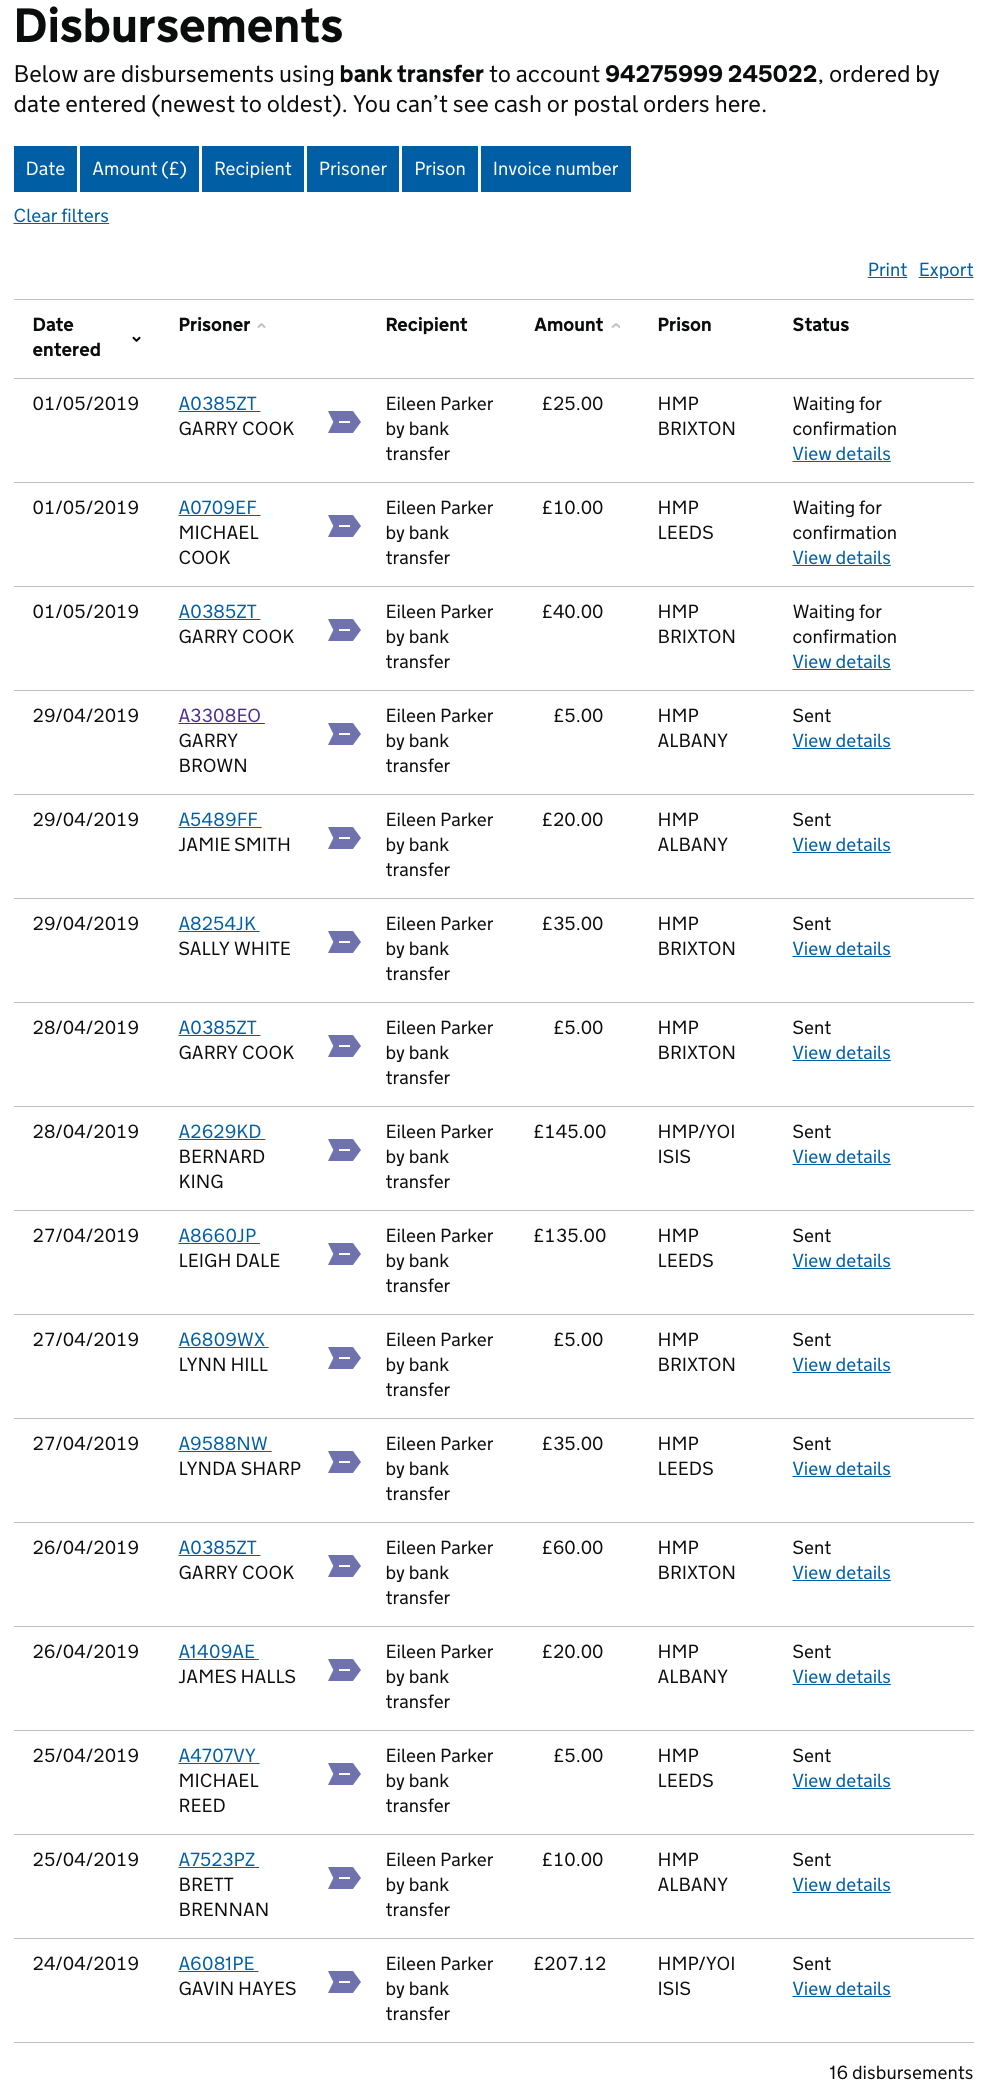 Disbursements
Below are disbursements using bank transfer to account 94275999 245022, ordered by
date entered (newest to oldest). You can’t see cash or postal orders here.
Date Amount (£) Recipient Prisoner Prison Invoice number
Clear filters
Print Export
Date entered Prisoner Recipient Amount Prison Status
01/05/2019 A0385ZT Eileen Parker £25.00 HMP Waiting for
GARRY COOK by bank BRIXTON confirmation
transfer View details
01/05/2019 A0709EF Eileen Parker £10.00 HMP Waiting for
MICHAEL by bank LEEDS confirmation
COOK transfer View details
01/05/2019 A0385ZT Eileen Parker £40.00 HMP Waiting for
GARRY COOK by bank BRIXTON confirmation
transfer View details
29/04/2019 A3308EO Eileen Parker £5.00 HMP Sent
GARRY by bank ALBANY View details
BROWN transfer
29/04/2019 A5489FF Eileen Parker £20.00 HMP Sent
JAMIE SMITH by bank ALBANY View details
transfer
29/04/2019 A8254JK Eileen Parker £35.00 HMP Sent
SALLY WHITE by bank BRIXTON View details
transfer
28/04/2019 A0385ZT Eileen Parker £5.00 HMP Sent
GARRY COOK by bank BRIXTON View details
transfer
28/04/2019 A2629KD Eileen Parker £145.00 HMP/YOI Sent
BERNARD by bank ISIS View details
KING transfer
27/04/2019 A8660JP Eileen Parker £135.00 HMP Sent
LEIGH DALE by bank LEEDS View details
transfer
27/04/2019 A6809WX Eileen Parker £5.00 HMP Sent
LYNN HILL by bank BRIXTON View details
transfer
27/04/2019 A9588NW Eileen Parker £35.00 HMP Sent
LYNDA SHARP by bank LEEDS View details
transfer
26/04/2019 A0385ZT Eileen Parker £60.00 HMP Sent
GARRY COOK by bank BRIXTON View details
transfer
26/04/2019 A1409AE Eileen Parker £20.00 HMP Sent
JAMES HALLS by bank ALBANY View details
transfer
25/04/2019 A4707VY Eileen Parker £5.00 HMP Sent
MICHAEL by bank LEEDS View details
REED transfer
25/04/2019 A7523PZ Eileen Parker £10.00 HMP Sent
BRETT by bank ALBANY View details
BRENNAN transfer
24/04/2019 A6081PE Eileen Parker £207.12 HMP/YOI Sent
GAVIN HAYES by bank ISIS View details
transfer
16 disbursements